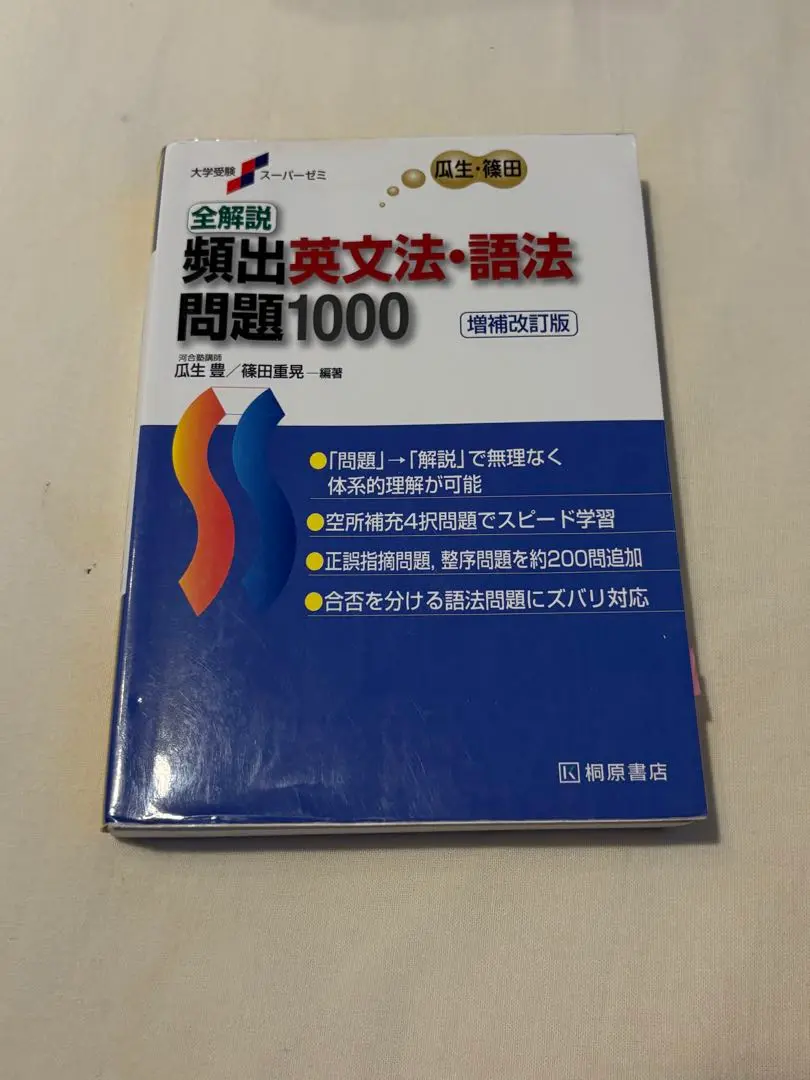 大学受験 スーパーゼミ
瓜生・篠田
全解説
頻出英文法・語法
問題1000
増補改訂版
河合塾講師
瓜生 豊/篠田重晃―編著
●「問題」→「解説」で無理なく
体系的理解が可能
●空所補充4択問題でスピード学習
●正誤指摘問題,整序問題を約200問追加
●合否を分ける語法問題にズバリ対応
桐原書店